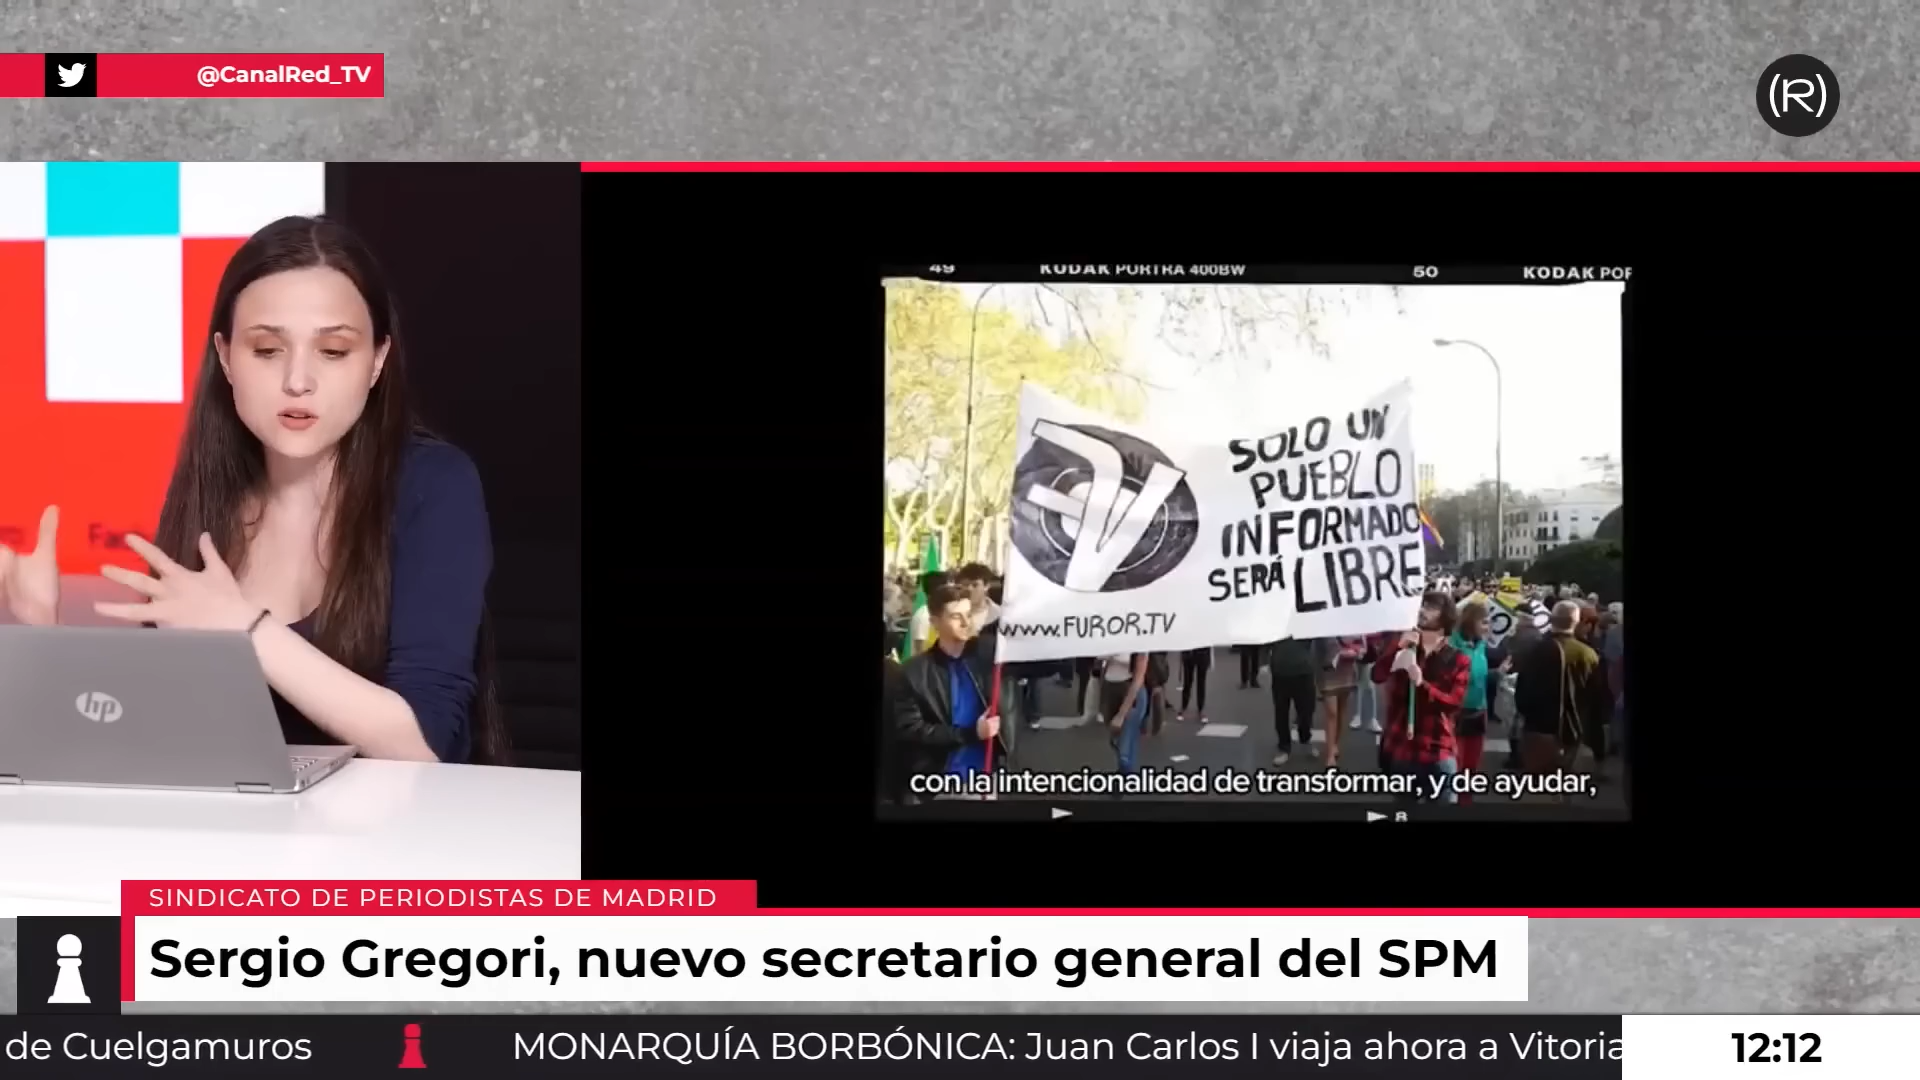 @CanalRed_TV
(R)
49 KODAK PORTRA 400BW 50 KODAK POR
SOLO UN
PUEBLO
INFORMADO
SERÁ LIBRE
www.FUROR.TV
con la intencionalidad de transformar, y de ayudar,
8
hp
SINDICATO DE PERIODISTAS DE MADRID
Sergio Gregori, nuevo secretario general del SPM
de Cuelgamuros
MONARQUÍA BORBÓNICA: Juan Carlos I viaja ahora a Vitoria
12:12